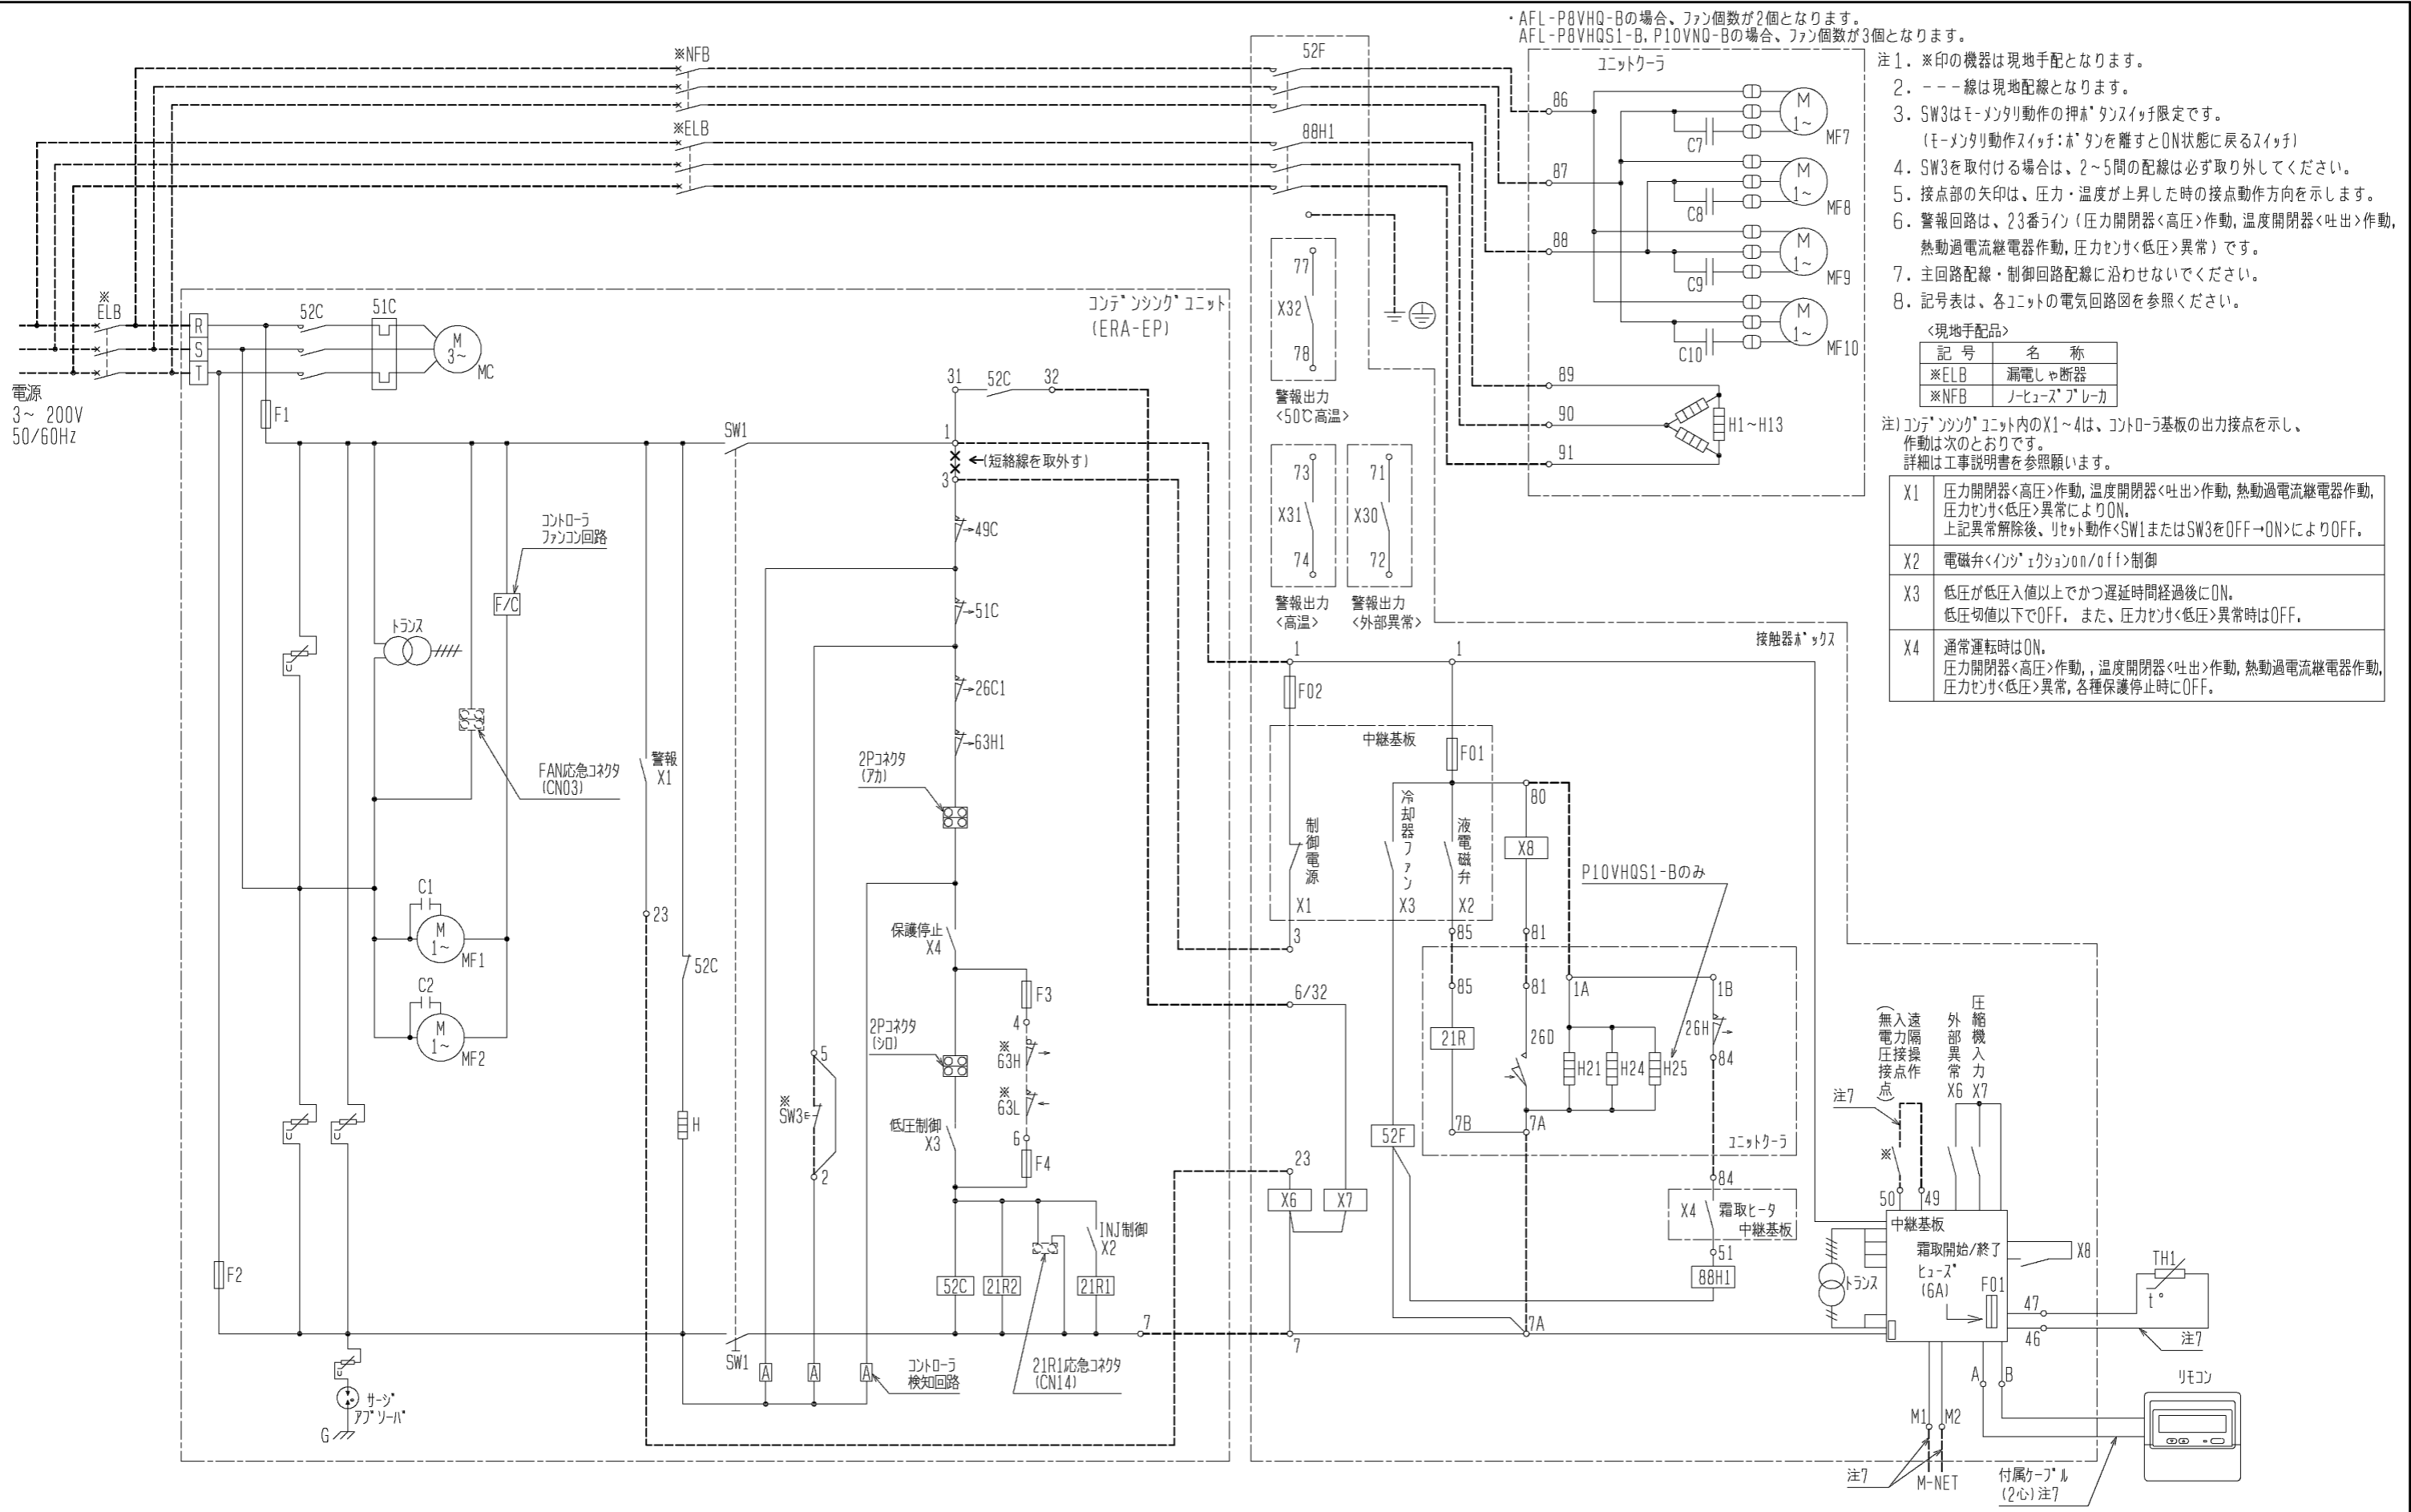 ・AFL-P8VHQ-Bの場合、ファン個数が2個となります。
AFL-P8VHQS1-B, P10VNQ-Bの場合、ファン個数が3個となります。
注1. ※印の機器は現地手配となります。
2. ---線は現地配線となります。
3. SW3はモーメンタリ動作の押ボタンスイッチ限定です。
(モーメンタリ動作スイッチ:ボタンを離すとON状態に戻るスイッチ)
4. SW3を取付ける場合は、2～5間の配線は必ず取り外してください。
5. 接点部の矢印は、圧力・温度が上昇した時の接点動作方向を示します。
6. 警報回路は、23番ライン(圧力開閉器<高圧>作動,温度開閉器<吐出>作動,
熱動過電流継電器作動,圧力センサ<低圧>異常)です。
7. 主回路配線・制御回路配線に沿わせないでください。
8. 記号表は、各ユニットの電気回路図を参照ください。
<現地手配品>
記 号 名 称
※ELB 漏電しゃ断器
※NFB ノーヒューズブレーカ
注)コンデンシングユニット内のX1～4は、コントローラ基板の出力接点を示し、
作動は次のとおりです。
詳細は工事説明書を参照願います。
X1 圧力開閉器<高圧>作動,温度開閉器<吐出>作動,熱動過電流継電器作動,
圧力センサ<低圧>異常によりON。
上記異常解除後、リセット動作<SW1またはSW3をOFF→ON>によりOFF。
X2 電磁弁<インジェクションon/off>制御
X3 低圧が低圧入値以上でかつ遅延時間経過後にON。
低圧切値以下でOFF. また、圧力センサ<低圧>異常時はOFF.
X4 通常運転時はON.
圧力開閉器<高圧>作動,,温度開閉器<吐出>作動,熱動過電流継電器作動,
圧力センサ<低圧>異常,各種保護停止時にOFF.
※NFB
※ELB
52F
88H1
※
ELB
R
S
T
電源
3～ 200V
50/60Hz
52C
51C
M
3～
MC
コンデンシングユニット
(ERA-EP)
F1
SW1
31
52C
32
1
←(短絡線を取外す)
3
49C
51C
26C1
63H1
コントローラ
ファンコン回路
F/C
トランス
FAN応急コネクタ
(CN03)
警報
X1
23
52C
H
2Pコネクタ
(アカ)
保護停止
X4
2Pコネクタ
(シロ)
低圧制御
X3
F3
4
※
63H
※
63L
6
F4
C1
M
1～
MF1
C2
M
1～
MF2
5
※
SW3
2
INJ制御
X2
52C
21R2
21R1
7
F2
SW1
A
A
A
コントローラ
検知回路
21R1応急コネクタ
(CN14)
サージ
アブソーバ
G
77
X32
78
警報出力
<50℃高温>
73
X31
74
警報出力
<高温>
71
X30
72
警報出力
<外部異常>
ユニットクーラ
86
87
88
89
90
91
M
1～
MF7
C7
M
1～
MF8
C8
M
1～
MF9
C9
M
1～
MF10
C10
H1～H13
接触器ボックス
1
1
F02
中継基板
F01
制御電源
X1
冷却器ファン
X3
液電磁弁
X2
80
X8
P10VHQS1-Bのみ
3
85
81
85
81
6/32
1A
1B
21R
26D
26H
84
H21
H24
H25
7B
7A
52F
ユニットクーラ
23
X6
X7
84
X4
霜取ヒータ
中継基板
51
88H1
7
7A
遠隔操作
入力接点
(無電圧接点)
外部異常
X6
圧縮機入力
X7
注7
※
50
49
中継基板
霜取開始/終了
ヒューズ
(6A)
F01
X8
トランス
TH1
t°
47
46
注7
A
B
M1
M2
注7
M-NET
リモコン
付属ケーブル
(2心)注7